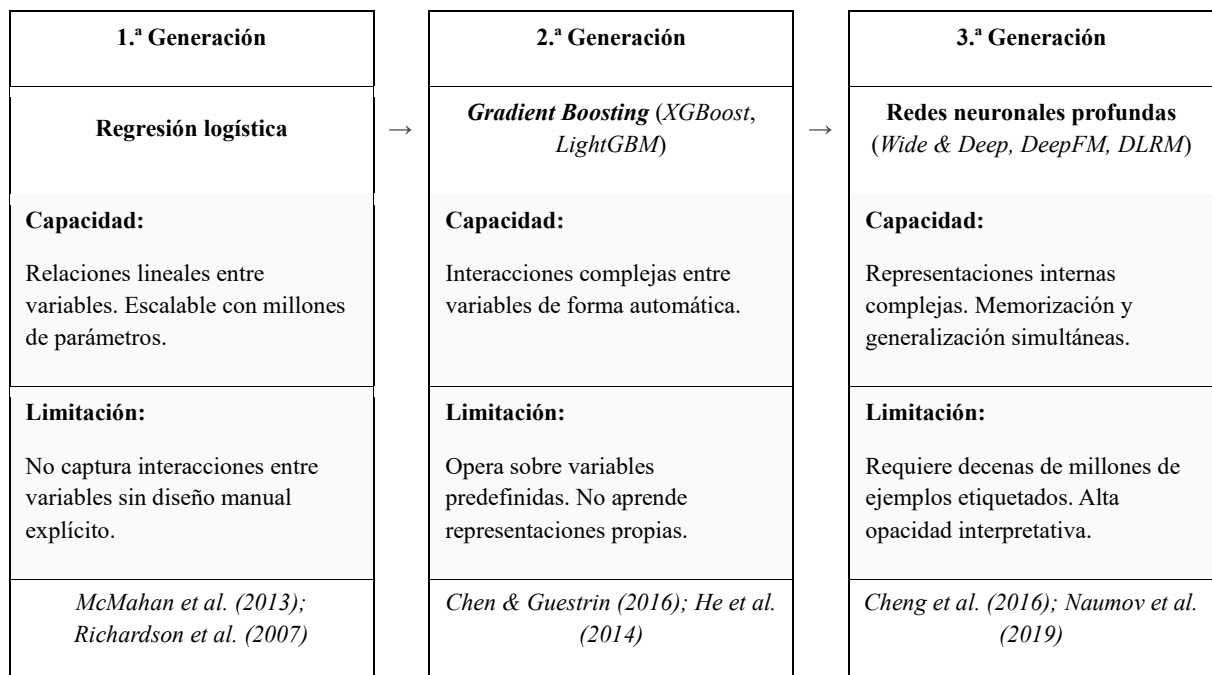 1.ª Generación
Regresión logística
Capacidad:
Relaciones lineales entre
variables. Escalable con millones
de parámetros.
Limitación:
No captura interacciones entre
variables sin diseño manual
explícito.
McMahan et al. (2013);
Richardson et al. (2007)
→
2.ª Generación
Gradient Boosting (XGBoost,
LightGBM)
Capacidad:
Interacciones complejas entre
variables de forma automática.
Limitación:
Opera sobre variables
predefinidas. No aprende
representaciones propias.
Chen & Guestrin (2016); He et al.
(2014)
→
3.ª Generación
Redes neuronales profundas
(Wide & Deep, DeepFM, DLRM)
Capacidad:
Representaciones internas
complejas. Memorización y
generalización simultáneas.
Limitación:
Requiere decenas de millones de
ejemplos etiquetados. Alta
opacidad interpretativa.
Cheng et al. (2016); Naumov et al.
(2019)